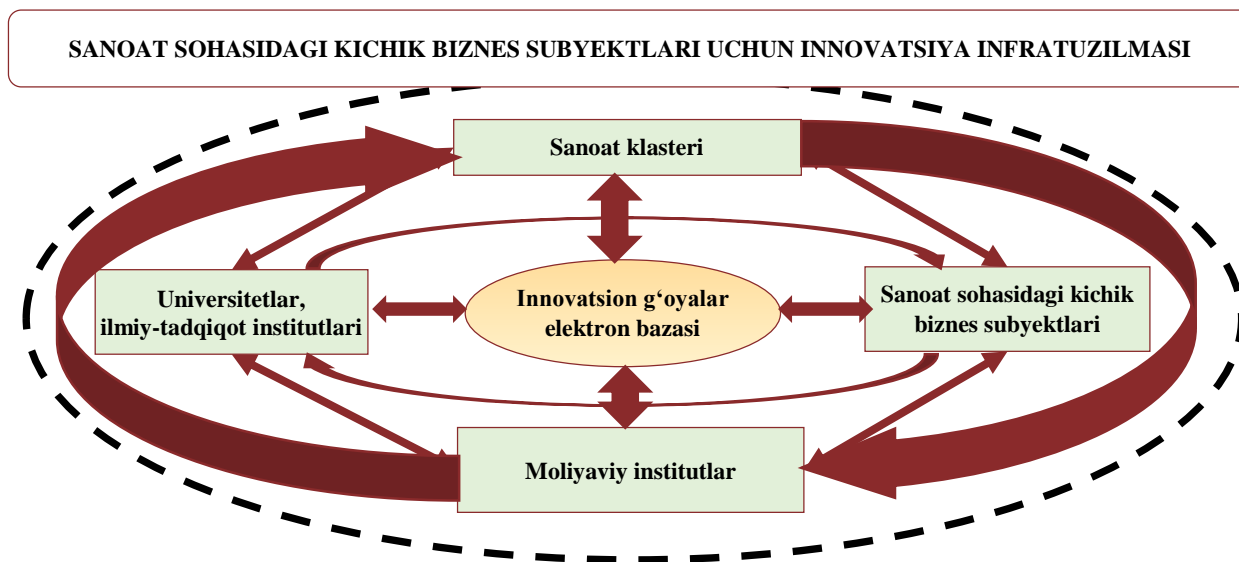 SANOAT SOHASIDAGI KICHIK BIZNES SUBYEKTLARI UCHUN INNOVATSIYA INFRATUZILMASI
Sanoat klasteri
Universitetlar,
ilmiy-tadqiqot institutlari
Innovatsion g‘oyalar
elektron bazasi
Sanoat sohasidagi kichik
biznes subyektlari
Moliyaviy institutlar